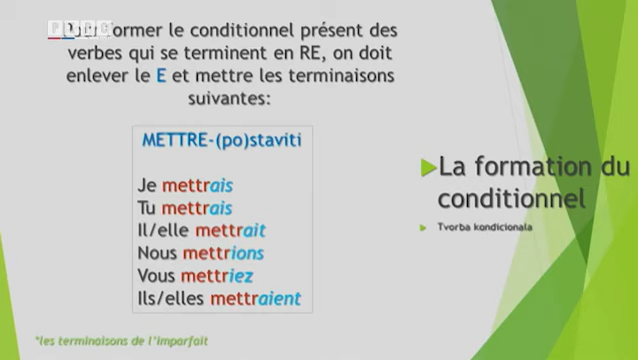 Pour former le conditionnel présent des
verbes qui se terminent en RE, on doit
enlever le E et mettre les terminaisons
suivantes:
METTRE-(po)staviti
Je mettrais
Tu mettrais
Il/elle mettrait
Nous mettrions
Vous mettriez
Ils/elles mettraient
*les terminaisons de l'imparfait
La formation du
conditionnel
Tvorba kondicionala